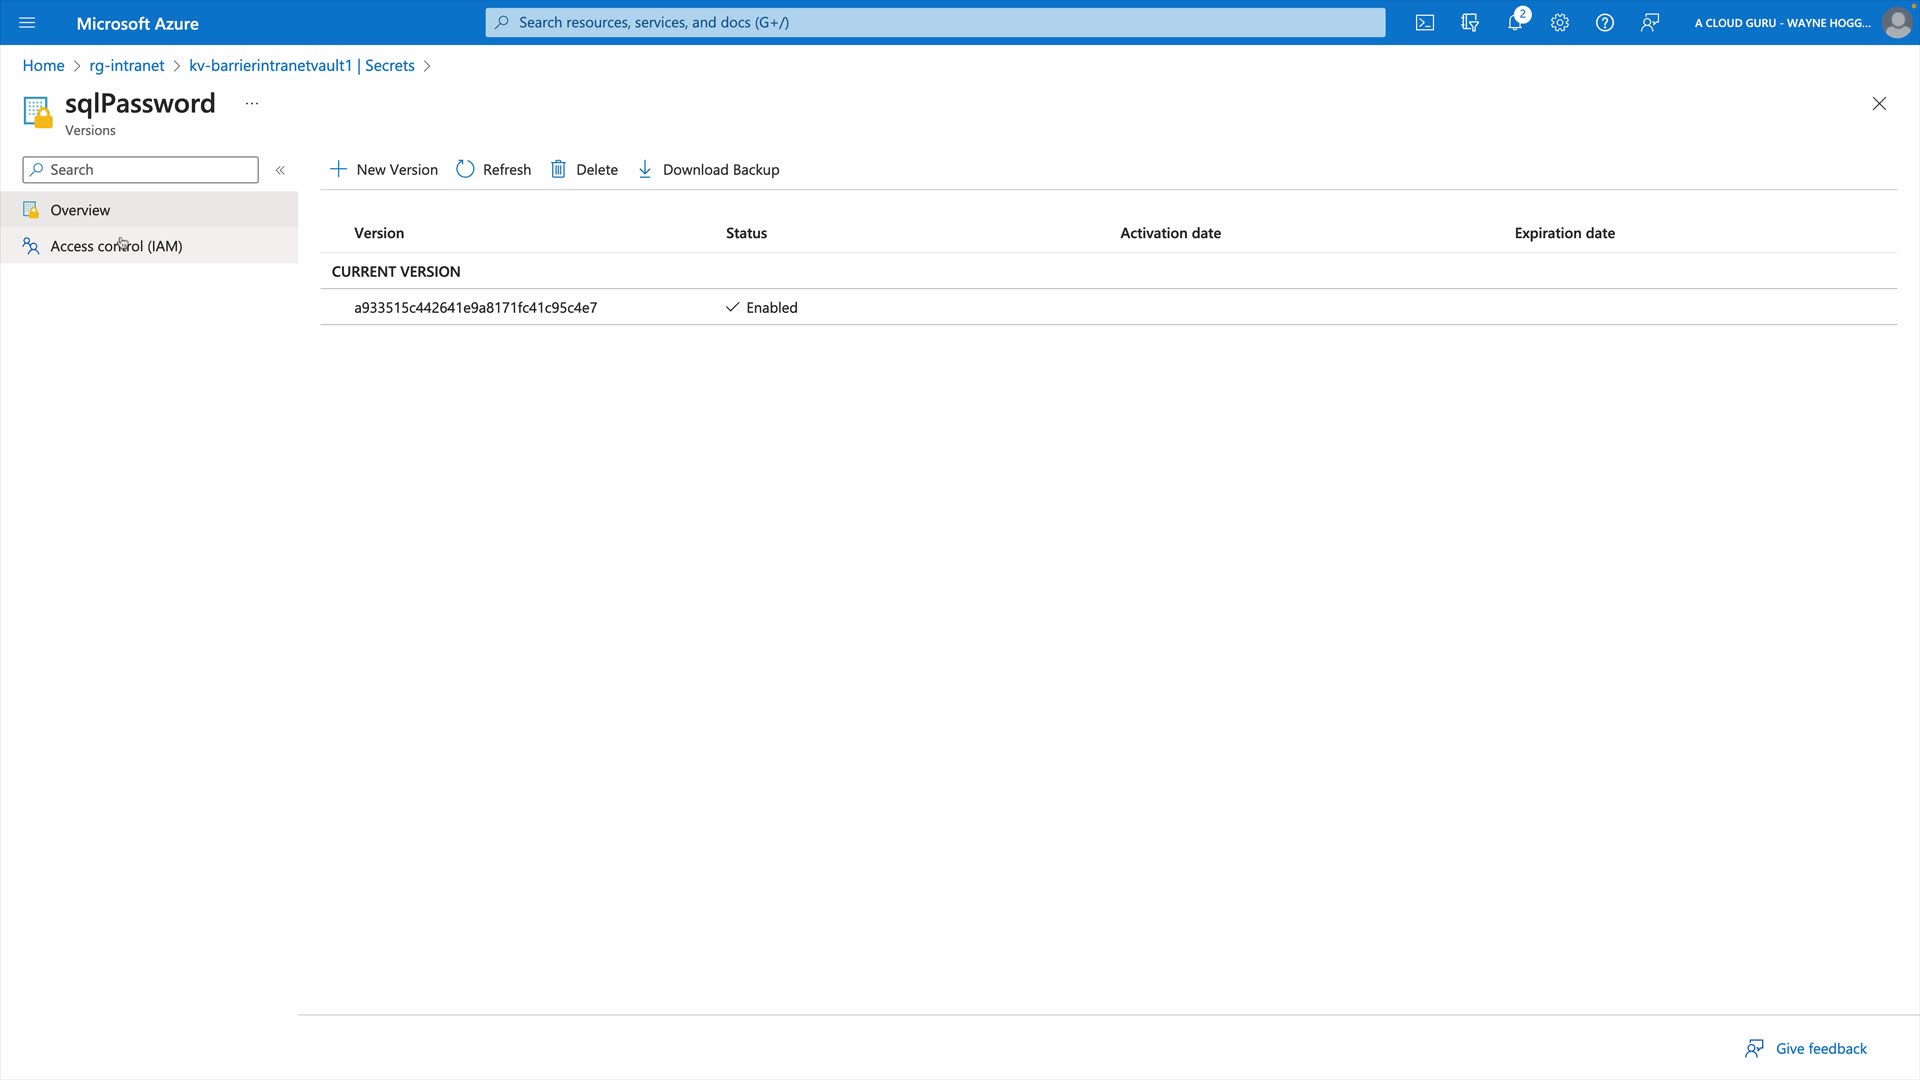 Microsoft Azure
Search resources, services, and docs (G+/)
2
A CLOUD GURU - WAYNE HOGG...
Home > rg-intranet > kv-barrierintranetvault1 | Secrets >
sqlPassword ...
Versions
Search «
New Version Refresh Delete Download Backup
Overview
Access control (IAM)
Version Status Activation date Expiration date
CURRENT VERSION
a933515c442641e9a8171fc41c95c4e7 Enabled
Give feedback